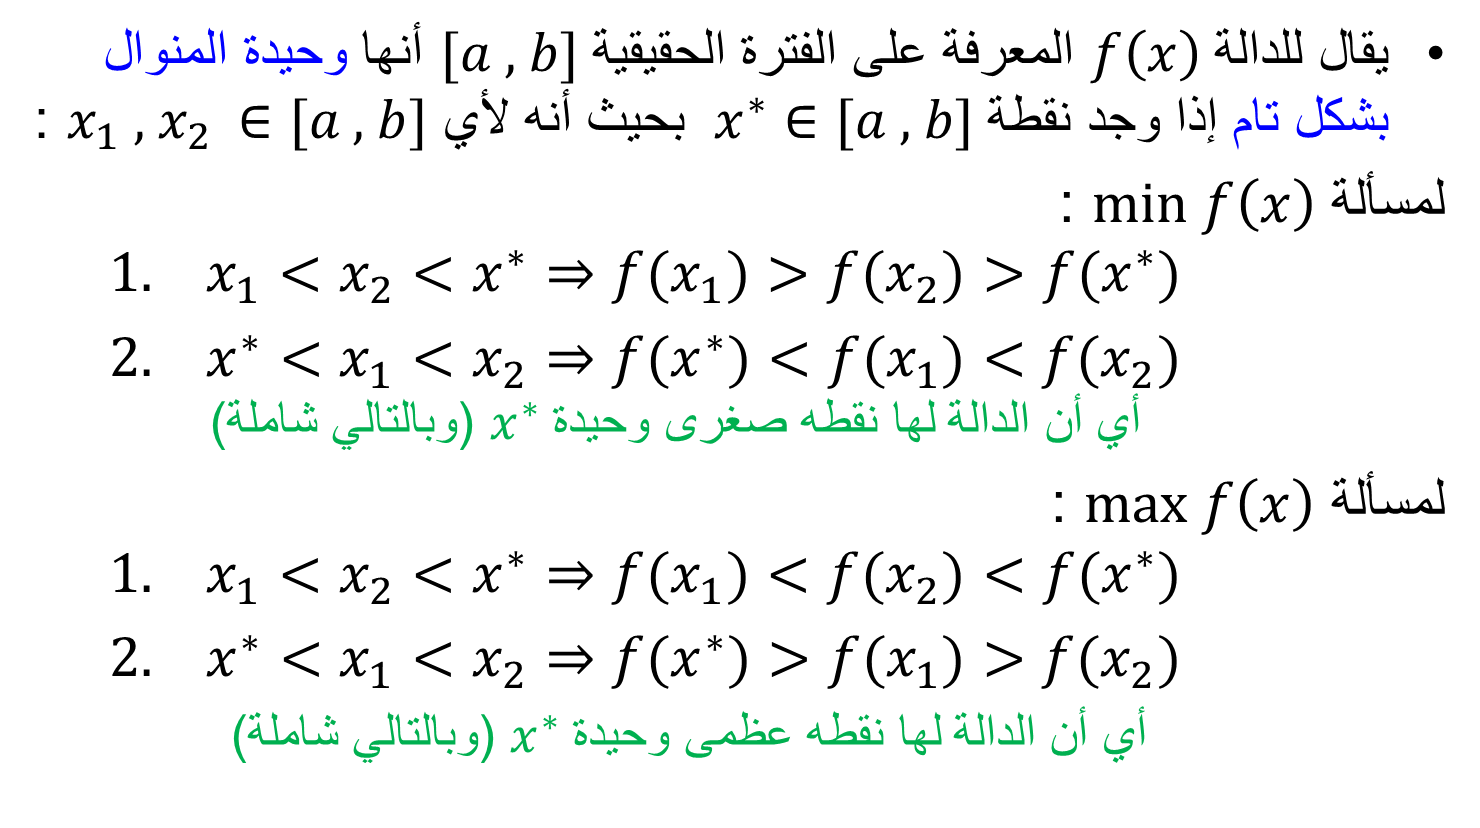 • يقال للدالة f(x) المعرفة على الفترة الحقيقية [a , b] أنها وحيدة المنوال
بشكل تام إذا وجد نقطة x* ∈ [a , b] بحيث أنه لأي x₁ , x₂ ∈ [a , b] :
لمسألة min f(x) :
1. x₁ < x₂ < x* ⇒ f(x₁) > f(x₂) > f(x*)
2. x* < x₁ < x₂ ⇒ f(x*) < f(x₁) < f(x₂)
أي أن الدالة لها نقطه صغرى وحيدة x* (وبالتالي شاملة)
لمسألة max f(x) :
1. x₁ < x₂ < x* ⇒ f(x₁) < f(x₂) < f(x*)
2. x* < x₁ < x₂ ⇒ f(x*) > f(x₁) > f(x₂)
أي أن الدالة لها نقطه عظمى وحيدة x* (وبالتالي شاملة)